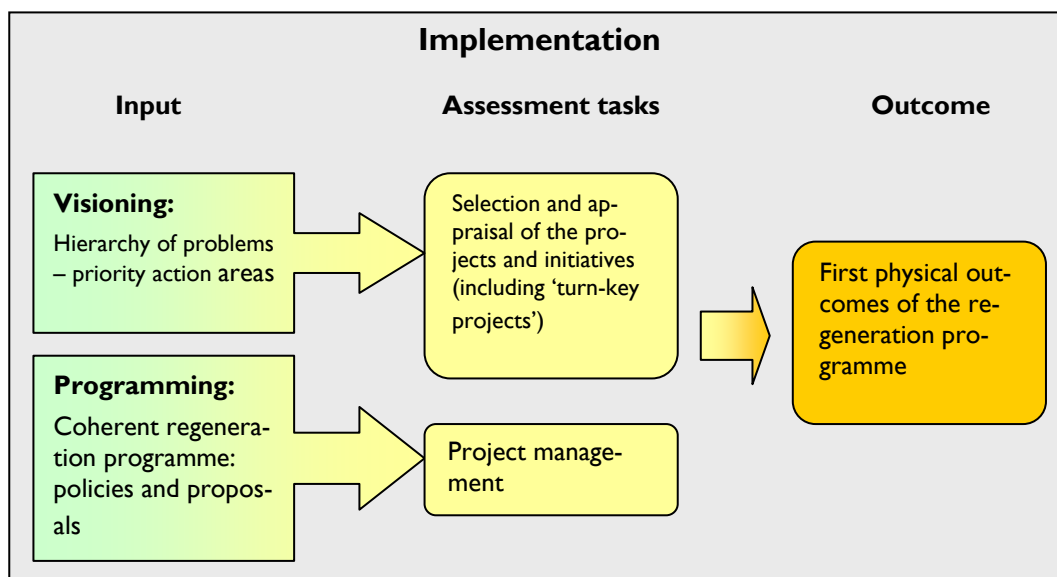 Implementation
Input
Assessment tasks
Outcome
Visioning:
Hierarchy of problems
– priority action areas
Selection and ap-
praisal of the pro-
jects and initiatives
(including ‘turn-key
projects’)
First physical out-
comes of the re-
generation pro-
gramme
Programming:
Coherent regenera-
tion programme:
policies and propos-
als
Project manage-
ment